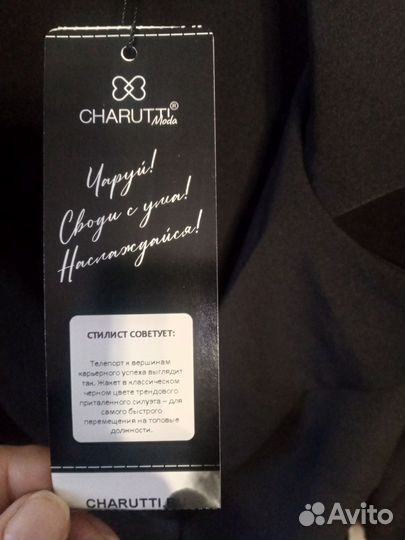 CHARUTTI®
Moda
Чаруй!
Своди с ума!
Наслаждайся!
СТИЛИСТ СОВЕТУЕТ:
Телепорт к вершинам
карьерного успеха выглядит
так. Жакет в классическом
черном цвете трендового
приталенного силуэта – для
самого быстрого
перемещения на топовые
должности.
CHARUTTI.RU
Avito